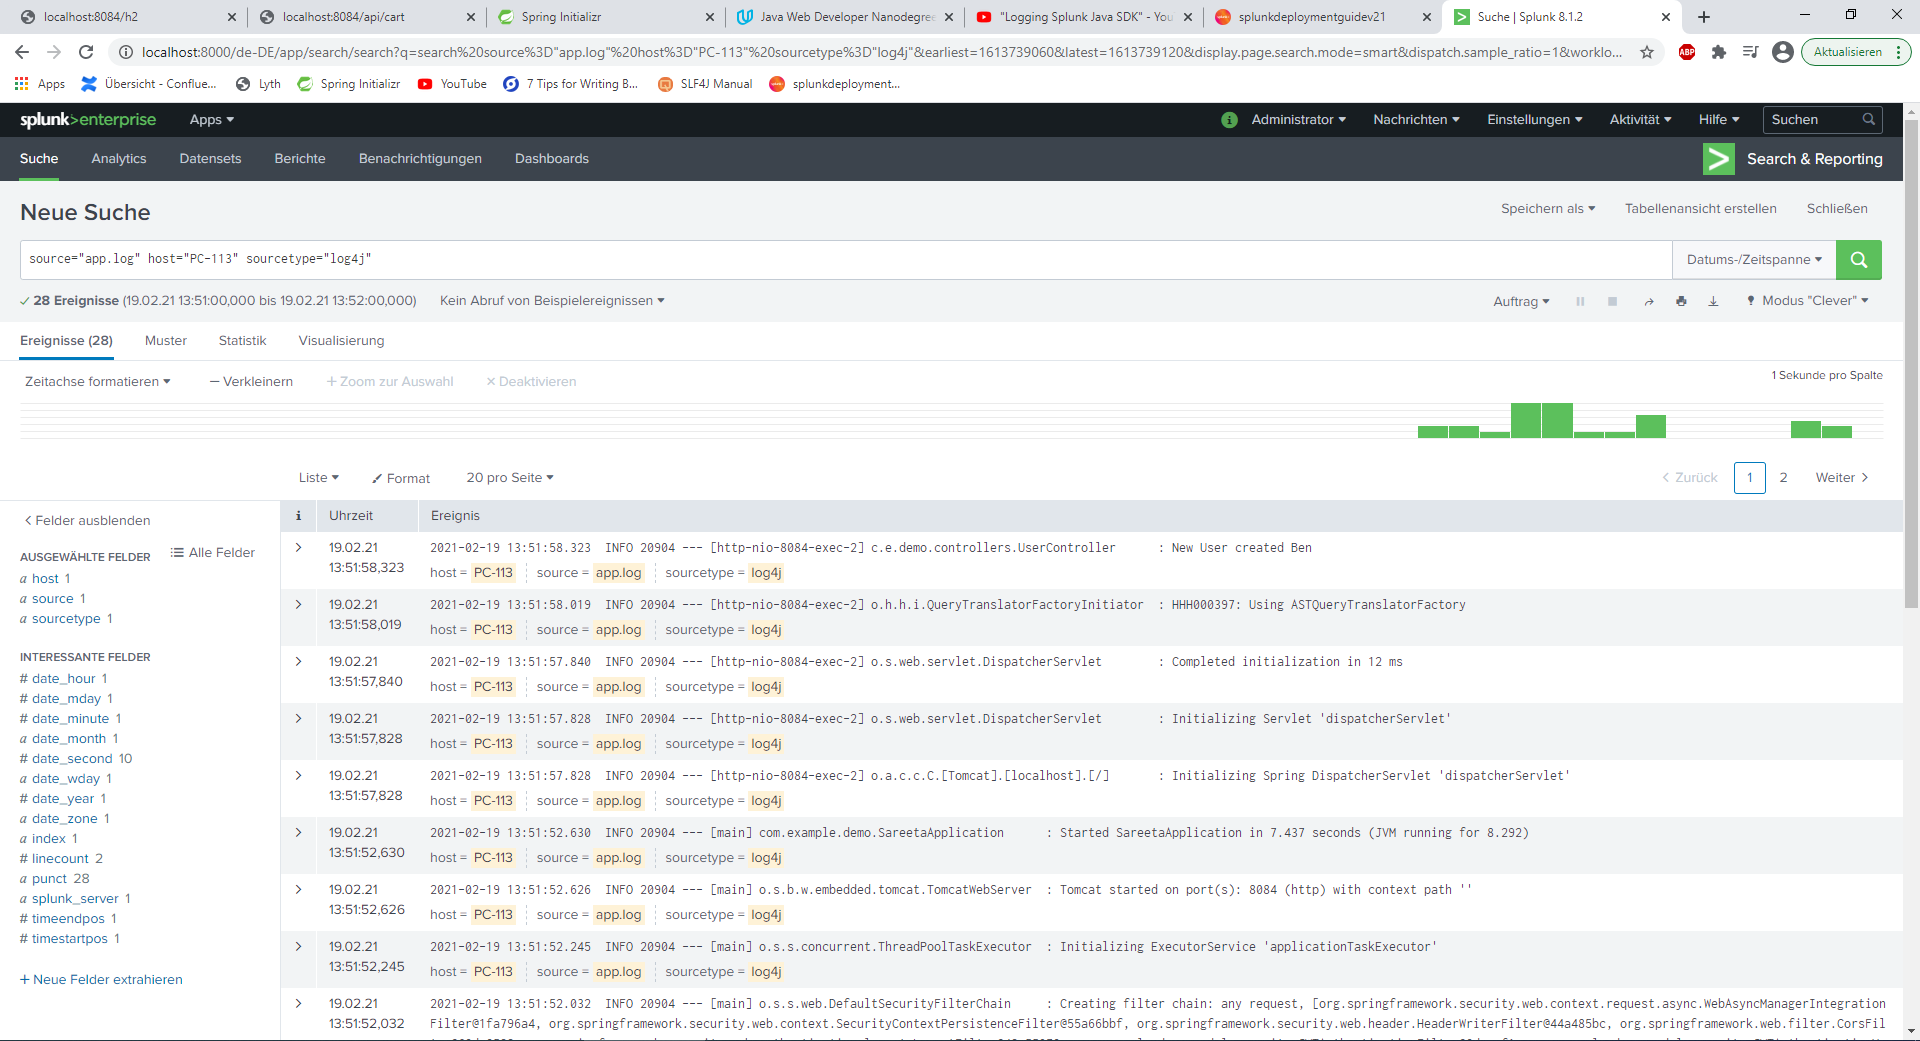 localhost:8084/h2
localhost:8084/api/cart
Spring Initializr
Java Web Developer Nanodegree
"Logging Splunk Java SDK" - You
splunkdeploymentguidev21
Suche | Splunk 8.1.2
localhost:8000/de-DE/app/search/search?q=search%20source%3D"app.log"%20host%3D"PC-113"%20sourcetype%3D"log4j"&earliest=1613739060&latest=1613739120&display.page.search.mode=smart&dispatch.sample_ratio=1&worklo...
ABP
Aktualisieren
Apps
Übersicht - Conflue...
Lyth
Spring Initializr
YouTube
7 Tips for Writing B...
SLF4J Manual
splunkdeployment...
splunk>enterprise
Apps
i
Administrator
Nachrichten
Einstellungen
Aktivität
Hilfe
Suchen
Suche
Analytics
Datensets
Berichte
Benachrichtigungen
Dashboards
Search & Reporting
Neue Suche
Speichern als
Tabellenansicht erstellen
Schließen
source="app.log" host="PC-113" sourcetype="log4j"
Datums-/Zeitspanne
✓ 28 Ereignisse (19.02.21 13:51:00,000 bis 19.02.21 13:52:00,000)
Kein Abruf von Beispielereignissen
Auftrag
Modus "Clever"
Ereignisse (28)
Muster
Statistik
Visualisierung
Zeitachse formatieren
— Verkleinern
+ Zoom zur Auswahl
× Deaktivieren
1 Sekunde pro Spalte
Liste
Format
20 pro Seite
< Zurück
1
2
Weiter >
< Felder ausblenden
Alle Felder
AUSGEWÄHLTE FELDER
a host 1
a source 1
a sourcetype 1
INTERESSANTE FELDER
# date_hour 1
# date_mday 1
# date_minute 1
a date_month 1
# date_second 10
a date_wday 1
# date_year 1
a date_zone 1
a index 1
# linecount 2
a punct 28
a splunk_server 1
# timeendpos 1
# timestartpos 1
+ Neue Felder extrahieren
i
Uhrzeit
Ereignis
19.02.21
13:51:58,323
2021-02-19 13:51:58.323  INFO 20904 --- [http-nio-8084-exec-2] c.e.demo.controllers.UserController      : New User created Ben
host = PC-113 source = app.log sourcetype = log4j
19.02.21
13:51:58,019
2021-02-19 13:51:58.019  INFO 20904 --- [http-nio-8084-exec-2] o.h.h.i.QueryTranslatorFactoryInitiator  : HHH000397: Using ASTQueryTranslatorFactory
host = PC-113 source = app.log sourcetype = log4j
19.02.21
13:51:57,840
2021-02-19 13:51:57.840  INFO 20904 --- [http-nio-8084-exec-2] o.s.web.servlet.DispatcherServlet        : Completed initialization in 12 ms
host = PC-113 source = app.log sourcetype = log4j
19.02.21
13:51:57,828
2021-02-19 13:51:57.828  INFO 20904 --- [http-nio-8084-exec-2] o.s.web.servlet.DispatcherServlet        : Initializing Servlet 'dispatcherServlet'
host = PC-113 source = app.log sourcetype = log4j
19.02.21
13:51:57,828
2021-02-19 13:51:57.828  INFO 20904 --- [http-nio-8084-exec-2] o.a.c.c.C.[Tomcat].[localhost].[/]       : Initializing Spring DispatcherServlet 'dispatcherServlet'
host = PC-113 source = app.log sourcetype = log4j
19.02.21
13:51:52,630
2021-02-19 13:51:52.630  INFO 20904 --- [main] com.example.demo.SareetaApplication      : Started SareetaApplication in 7.437 seconds (JVM running for 8.292)
host = PC-113 source = app.log sourcetype = log4j
19.02.21
13:51:52,626
2021-02-19 13:51:52.626  INFO 20904 --- [main] o.s.b.w.embedded.tomcat.TomcatWebServer  : Tomcat started on port(s): 8084 (http) with context path ''
host = PC-113 source = app.log sourcetype = log4j
19.02.21
13:51:52,245
2021-02-19 13:51:52.245  INFO 20904 --- [main] o.s.s.concurrent.ThreadPoolTaskExecutor  : Initializing ExecutorService 'applicationTaskExecutor'
host = PC-113 source = app.log sourcetype = log4j
19.02.21
13:51:52,032
2021-02-19 13:51:52.032  INFO 20904 --- [main] o.s.s.web.DefaultSecurityFilterChain     : Creating filter chain: any request, [org.springframework.security.web.context.request.async.WebAsyncManagerIntegration
Filter@1fa796a4, org.springframework.security.web.context.SecurityContextPersistenceFilter@55a66bbf, org.springframework.security.web.header.HeaderWriterFilter@44a485bc, org.springframework.web.filter.CorsFil